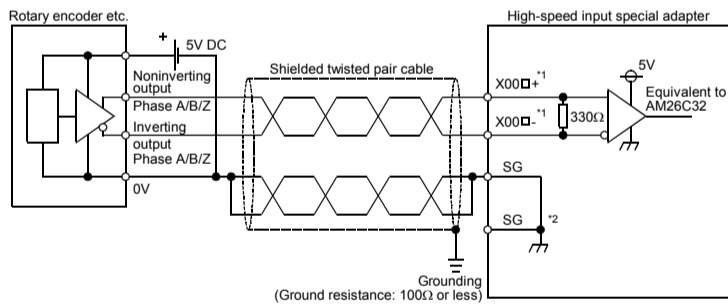 Rotary encoder etc.
High-speed input special adapter
+
5V DC
Shielded twisted pair cable
5V
Noninverting
output
Phase A/B/Z
X00□+*1
Equivalent to
AM26C32
330Ω
Inverting
output
Phase A/B/Z
X00□-*1
SG
0V
SG
*2
Grounding
(Ground resistance: 100Ω or less)